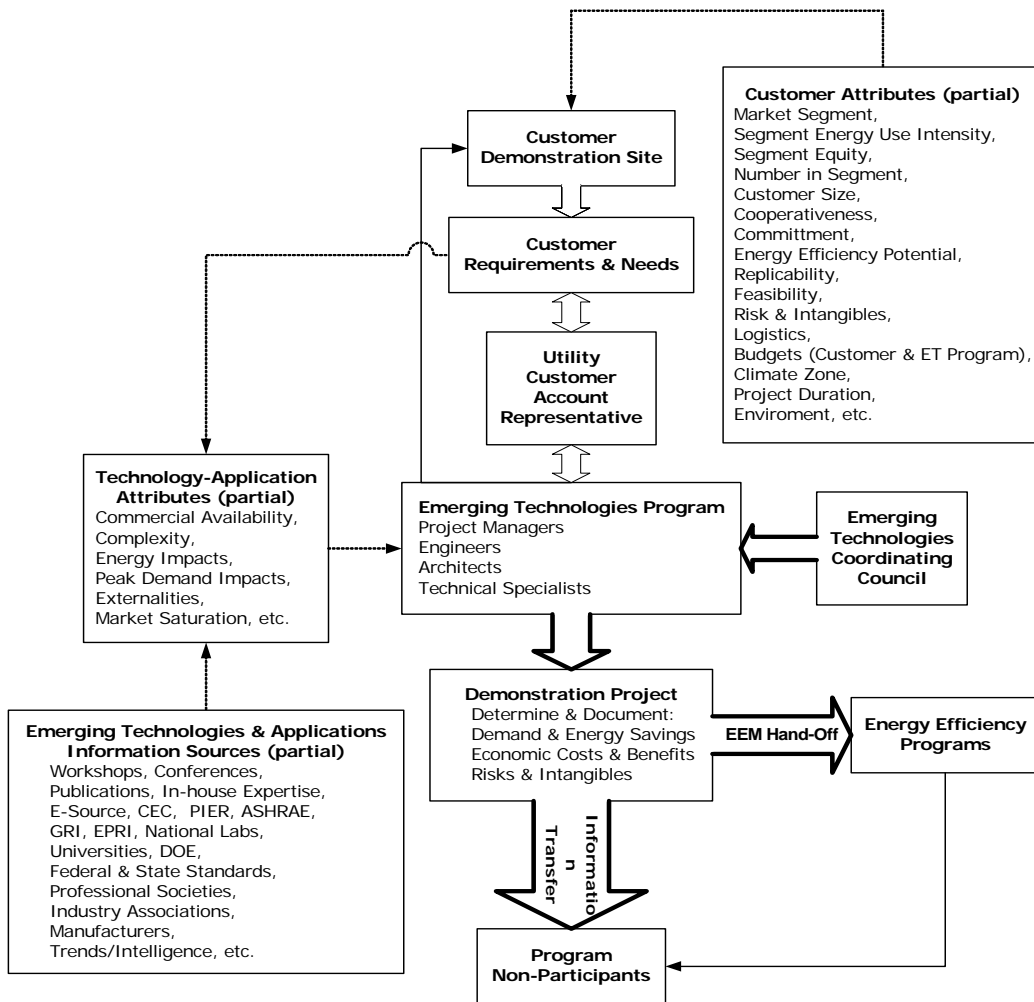 Customer
Demonstration Site
Customer Attributes (partial)
Market Segment,
Segment Energy Use Intensity,
Segment Equity,
Number in Segment,
Customer Size,
Cooperativeness,
Committment,
Energy Efficiency Potential,
Replicability,
Feasibility,
Risk & Intangibles,
Logistics,
Budgets (Customer & ET Program),
Climate Zone,
Project Duration,
Enviroment, etc.
Customer
Requirements & Needs
Utility
Customer
Account
Representative
Technology-Application
Attributes (partial)
Commercial Availability,
Complexity,
Energy Impacts,
Peak Demand Impacts,
Externalities,
Market Saturation, etc.
Emerging Technologies Program
Project Managers
Engineers
Architects
Technical Specialists
Emerging
Technologies
Coordinating
Council
Demonstration Project
Determine & Document:
Demand & Energy Savings
Economic Costs & Benefits
Risks & Intangibles
EEM Hand-Off
Energy Efficiency
Programs
Emerging Technologies & Applications
Information Sources (partial)
Workshops, Conferences,
Publications, In-house Expertise,
E-Source, CEC,  PIER, ASHRAE,
GRI, EPRI, National Labs,
Universities, DOE,
Federal & State Standards,
Professional Societies,
Industry Associations,
Manufacturers,
Trends/Intelligence, etc.
Informatio
n
Transfer
Program
Non-Participants